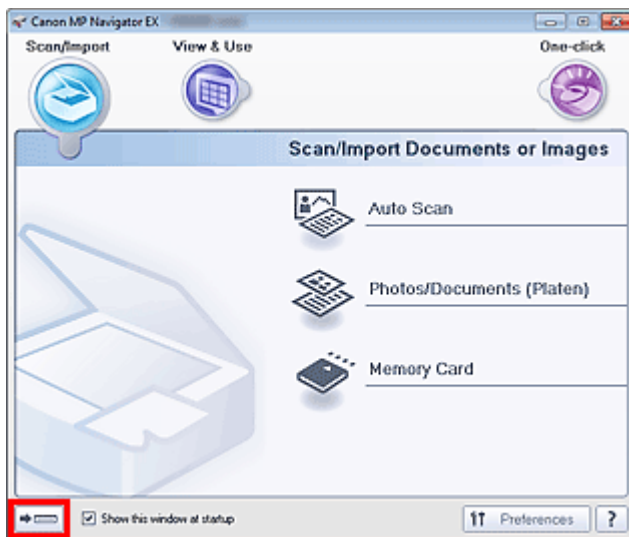 Canon MP Navigator EX
Scan/Import
View & Use
One-click
Scan/Import Documents or Images
Auto Scan
Photos/Documents (Platen)
Memory Card
Show this window at startup
Preferences
?